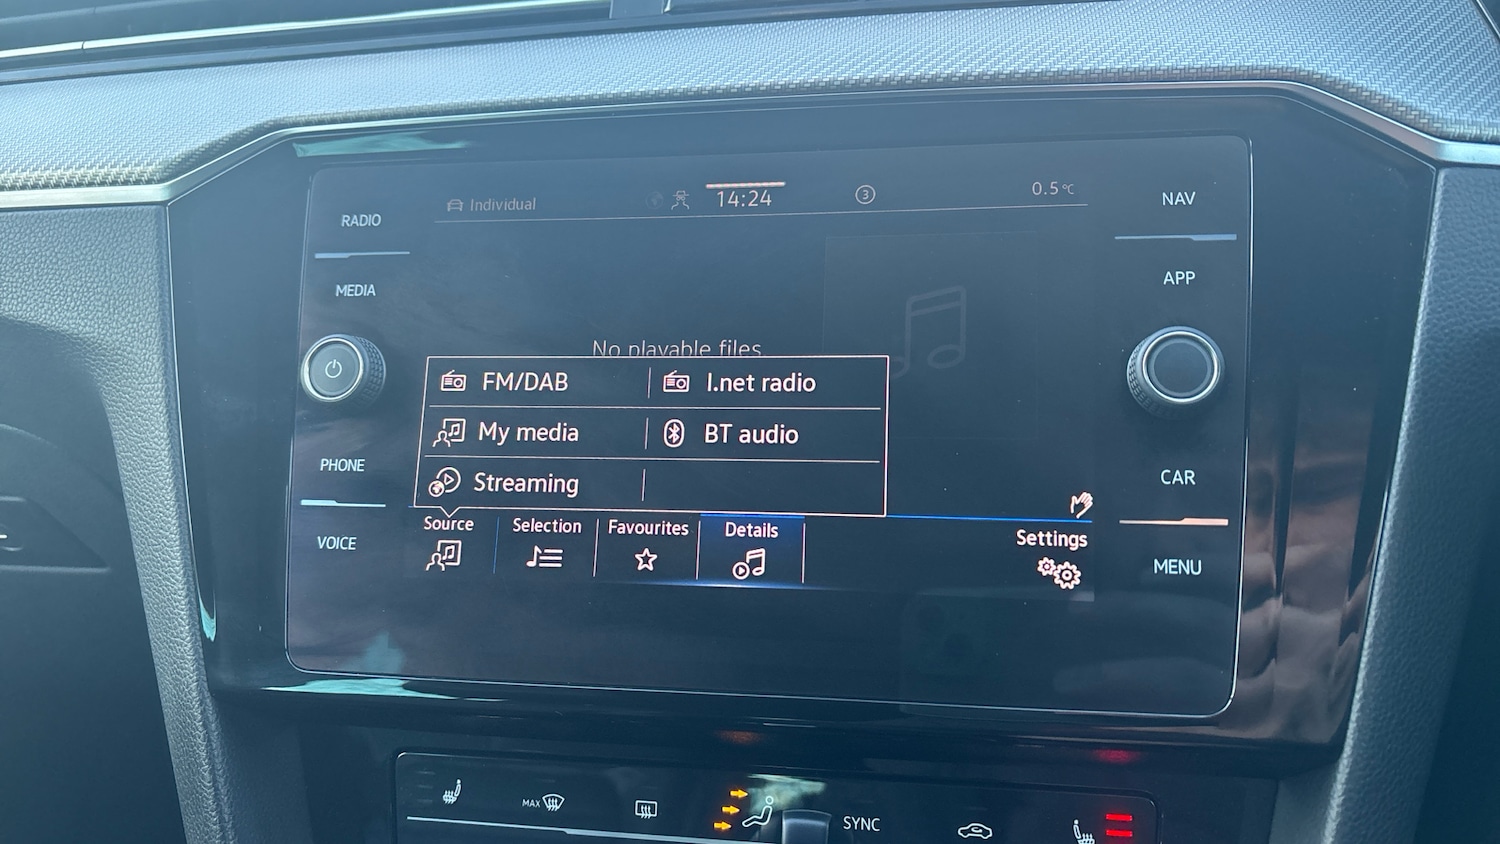 RADIO
MEDIA
PHONE
VOICE
Individual
14:24
3
0.5°C
No playable files
FM/DAB
I.net radio
My media
BT audio
Streaming
Source
Selection
Favourites
Details
Settings
NAV
APP
CAR
MENU
MAX
SYNC